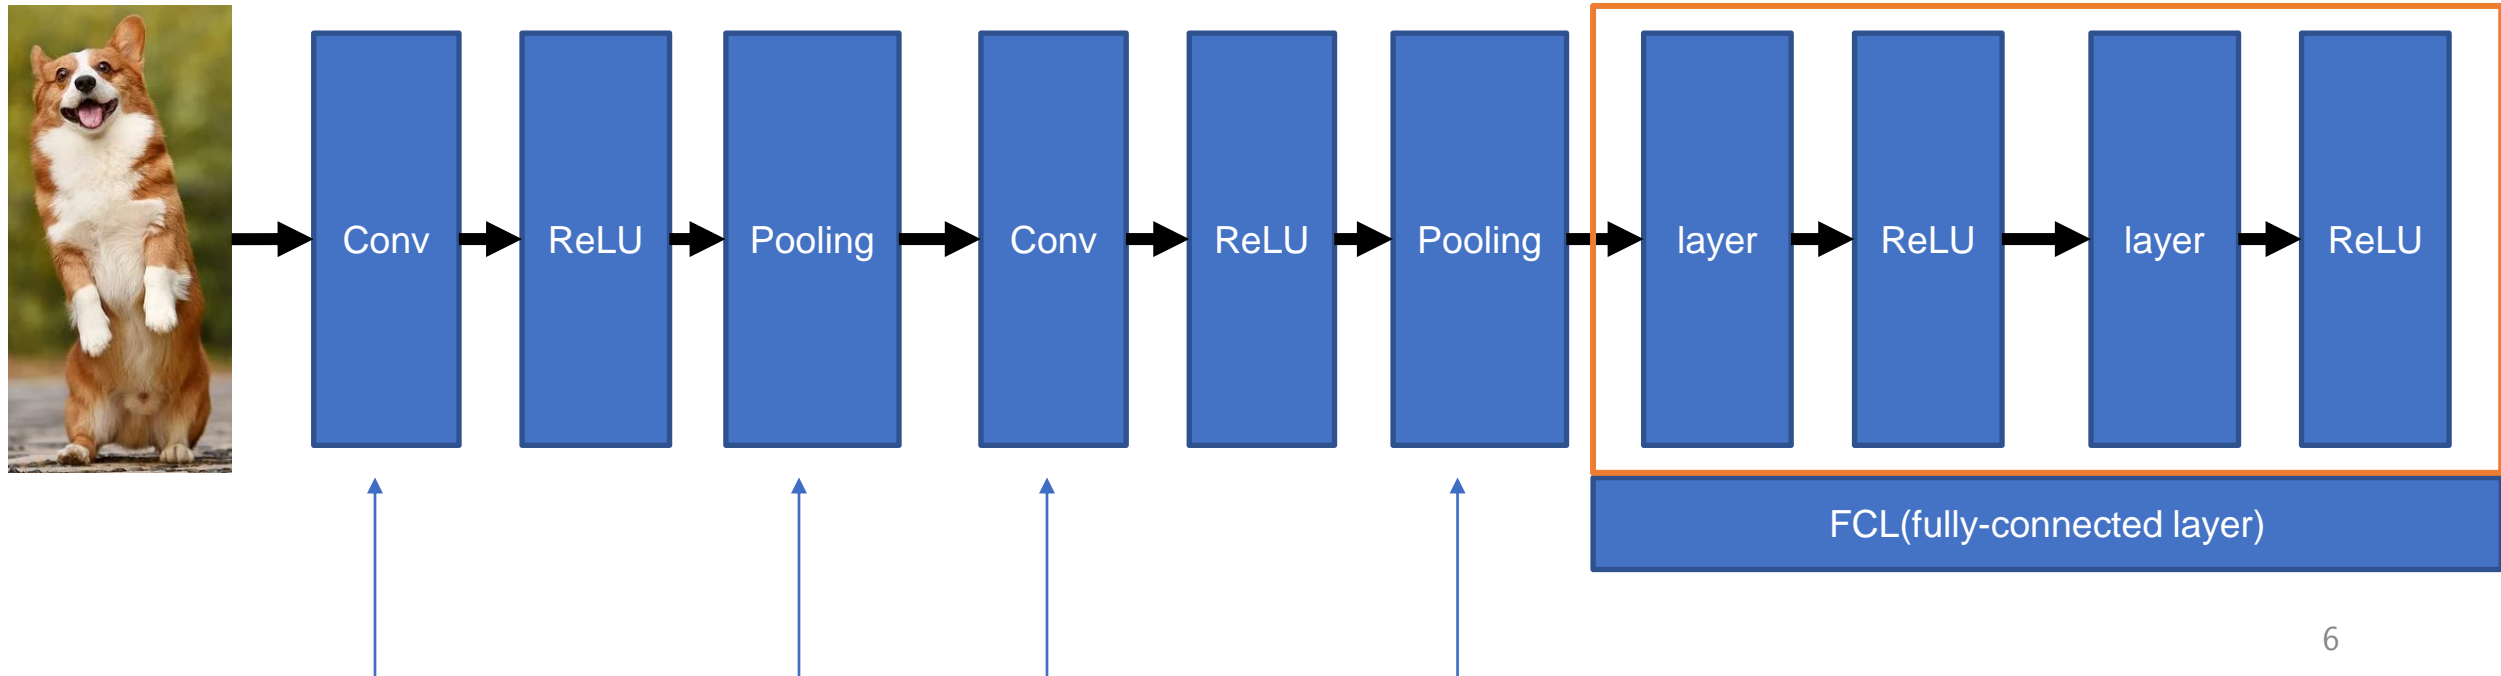 Conv
ReLU
Pooling
Conv
ReLU
Pooling
layer
ReLU
layer
ReLU
FCL(fully-connected layer)
6